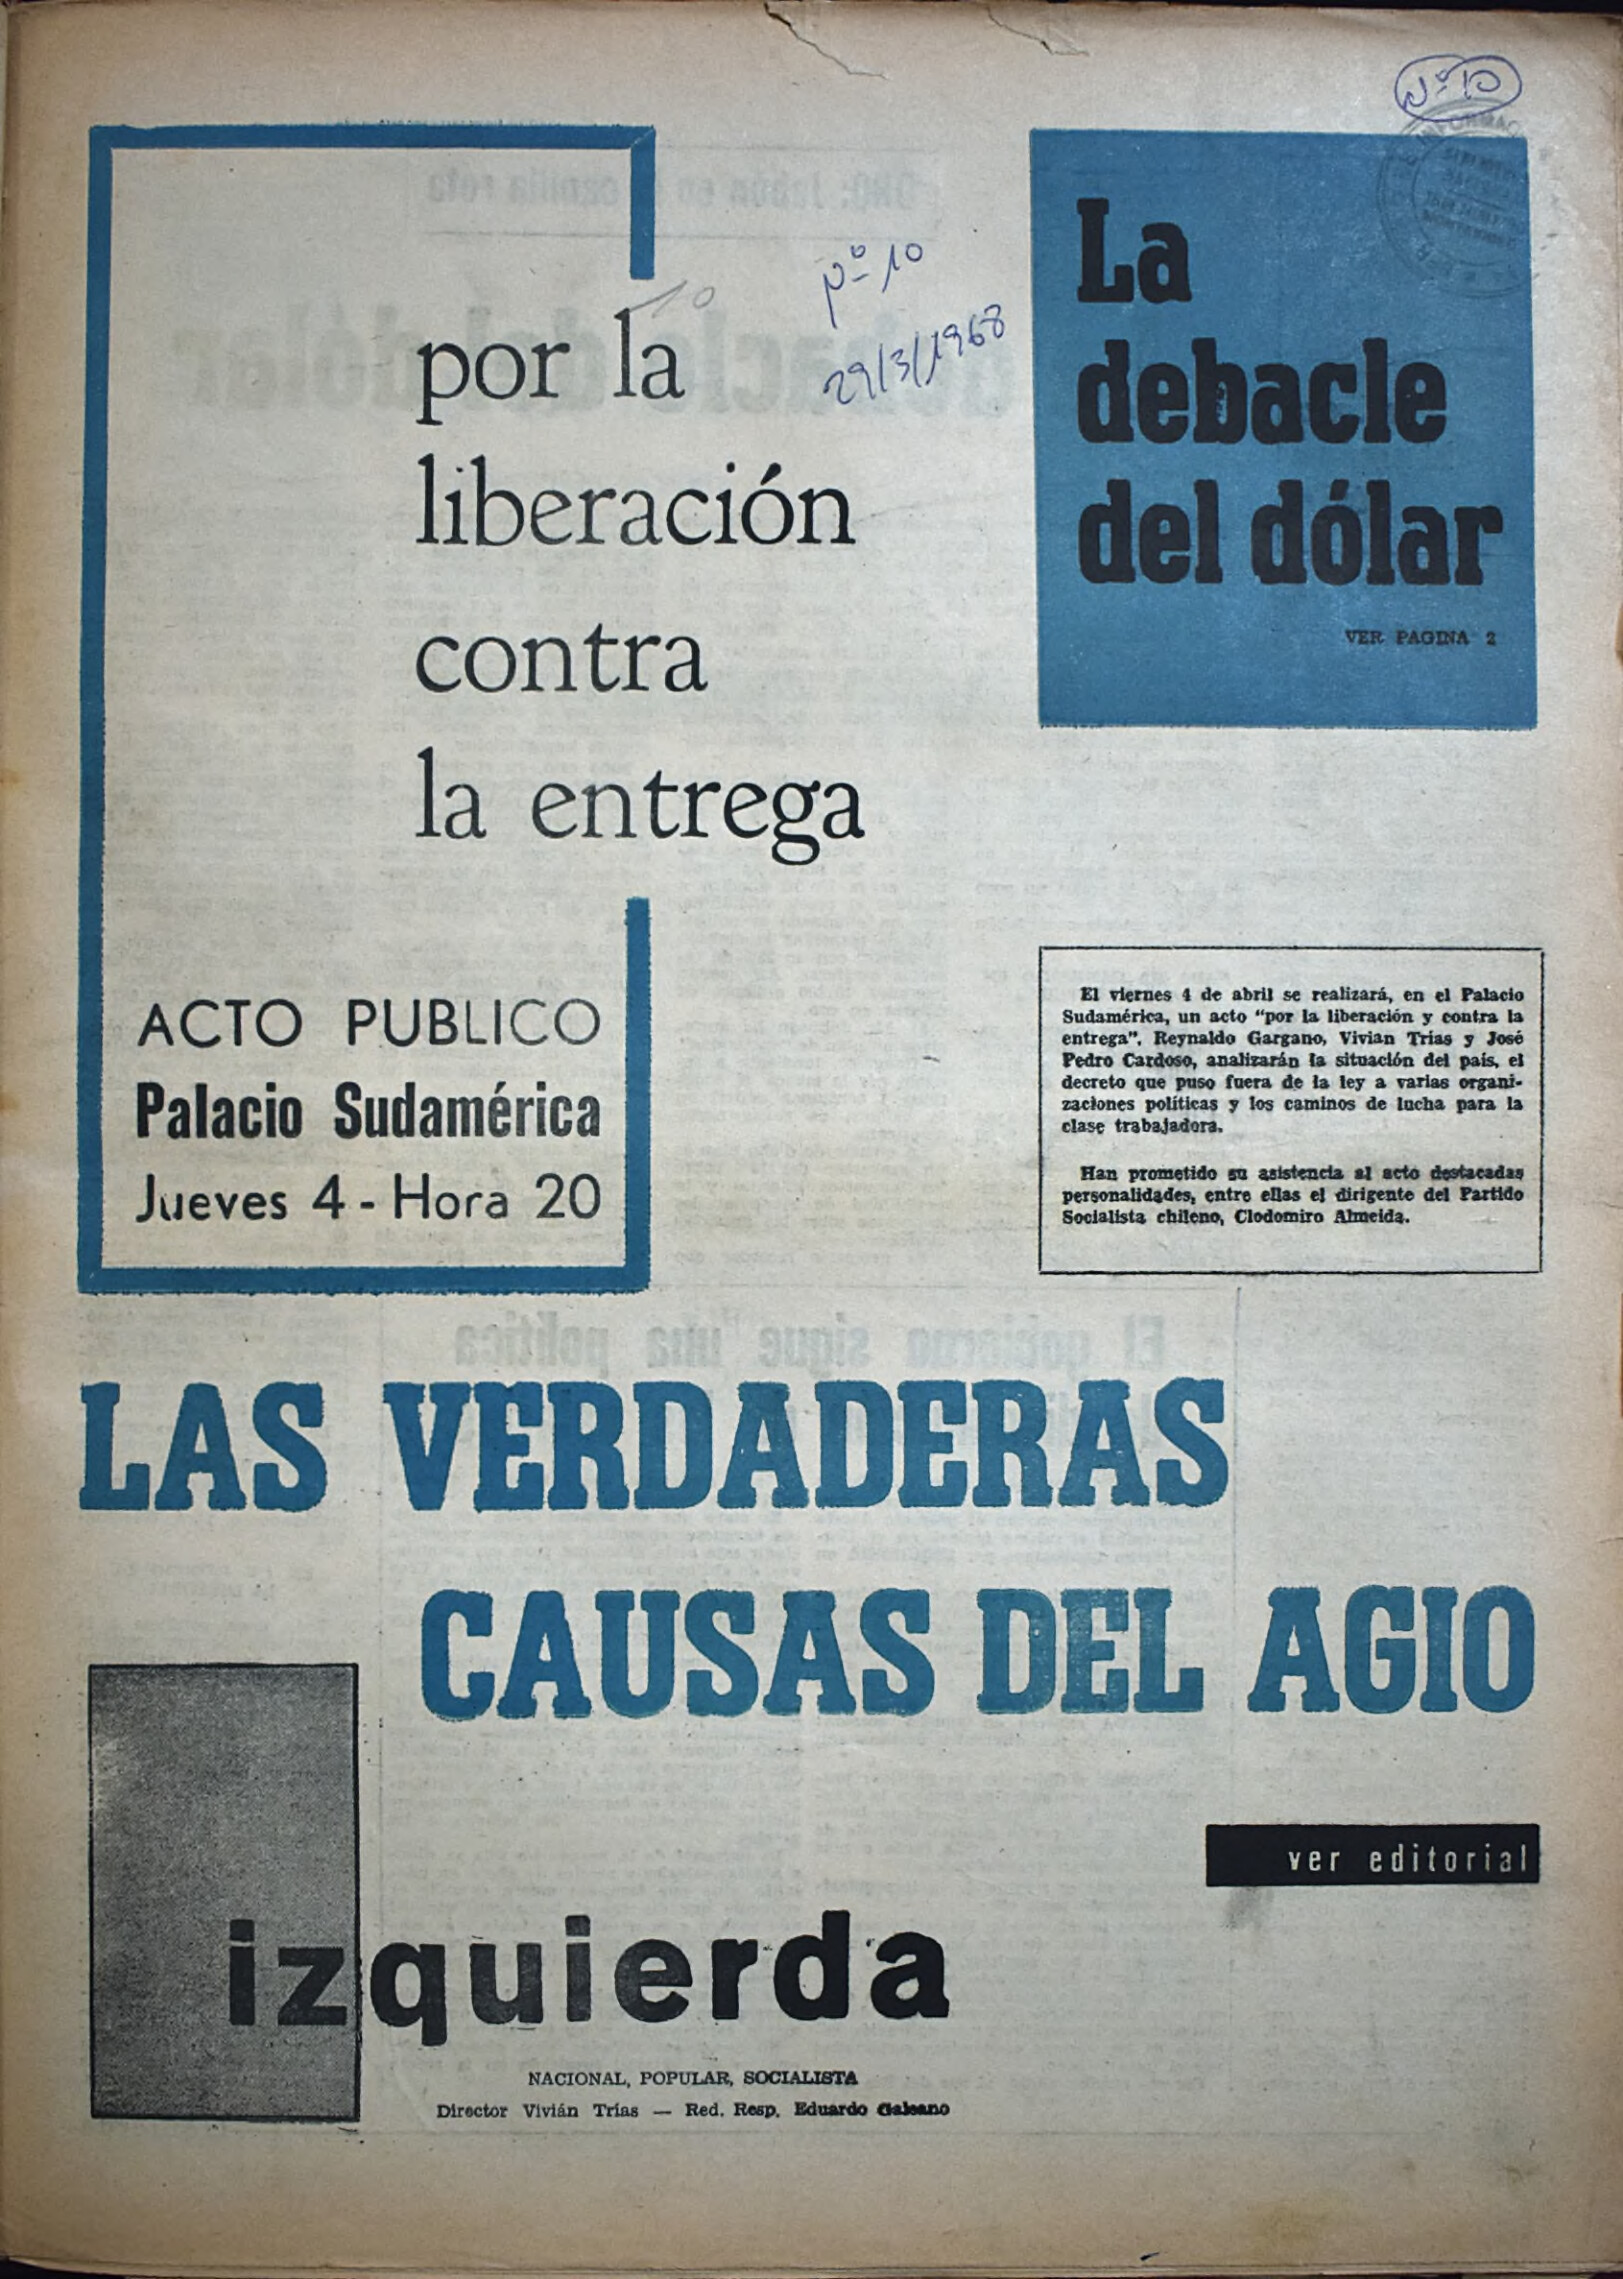 Nº 10
por la
liberación
contra
la entrega
10
Nº 10
29/3/1968
La
debacle
del dólar
VER PAGINA 2
ACTO PUBLICO
Palacio Sudamérica
Jueves 4 - Hora 20
El viernes 4 de abril se realizará, en el Palacio
Sudamérica, un acto "por la liberación y contra la
entrega". Reynaldo Gargano, Vivian Trías y José
Pedro Cardoso, analizarán la situación del país, el
decreto que puso fuera de la ley a varias organi-
zaciones políticas y los caminos de lucha para la
clase trabajadora.
Han prometido su asistencia al acto destacadas
personalidades, entre ellas el dirigente del Partido
Socialista chileno, Clodomiro Almeida.
LAS VERDADERAS
CAUSAS DEL AGIO
ver editorial
izquierda
NACIONAL, POPULAR, SOCIALISTA
Director Vivián Trías — Red. Resp. Eduardo Galeano